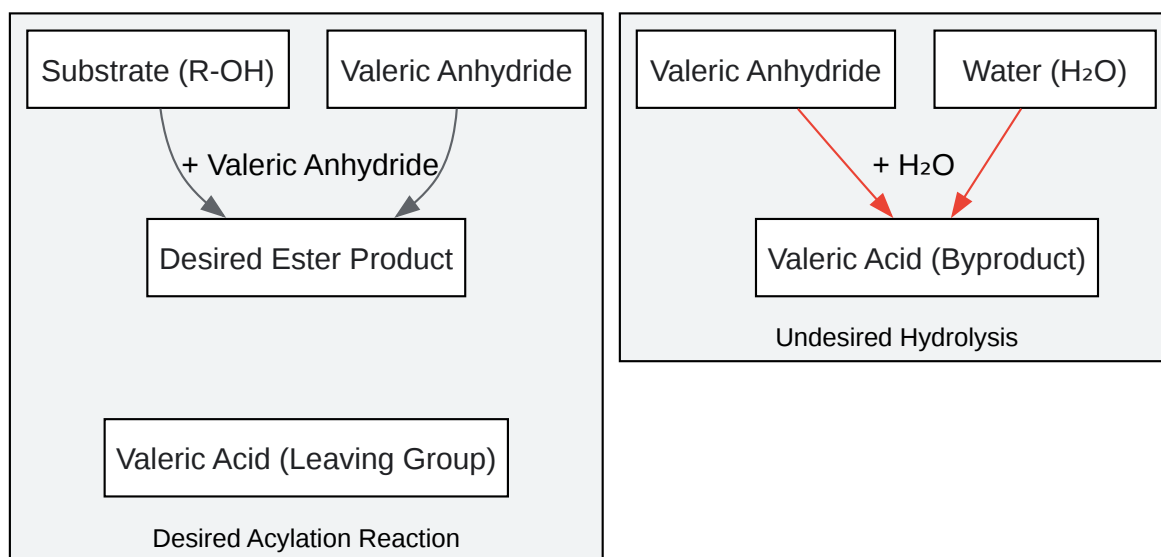 Substrate (R-OH)
Valeric Anhydride
+ Valeric Anhydride
Desired Ester Product
Valeric Acid (Leaving Group)
Desired Acylation Reaction
Valeric Anhydride
Water (H₂O)
+ H₂O
Valeric Acid (Byproduct)
Undesired Hydrolysis